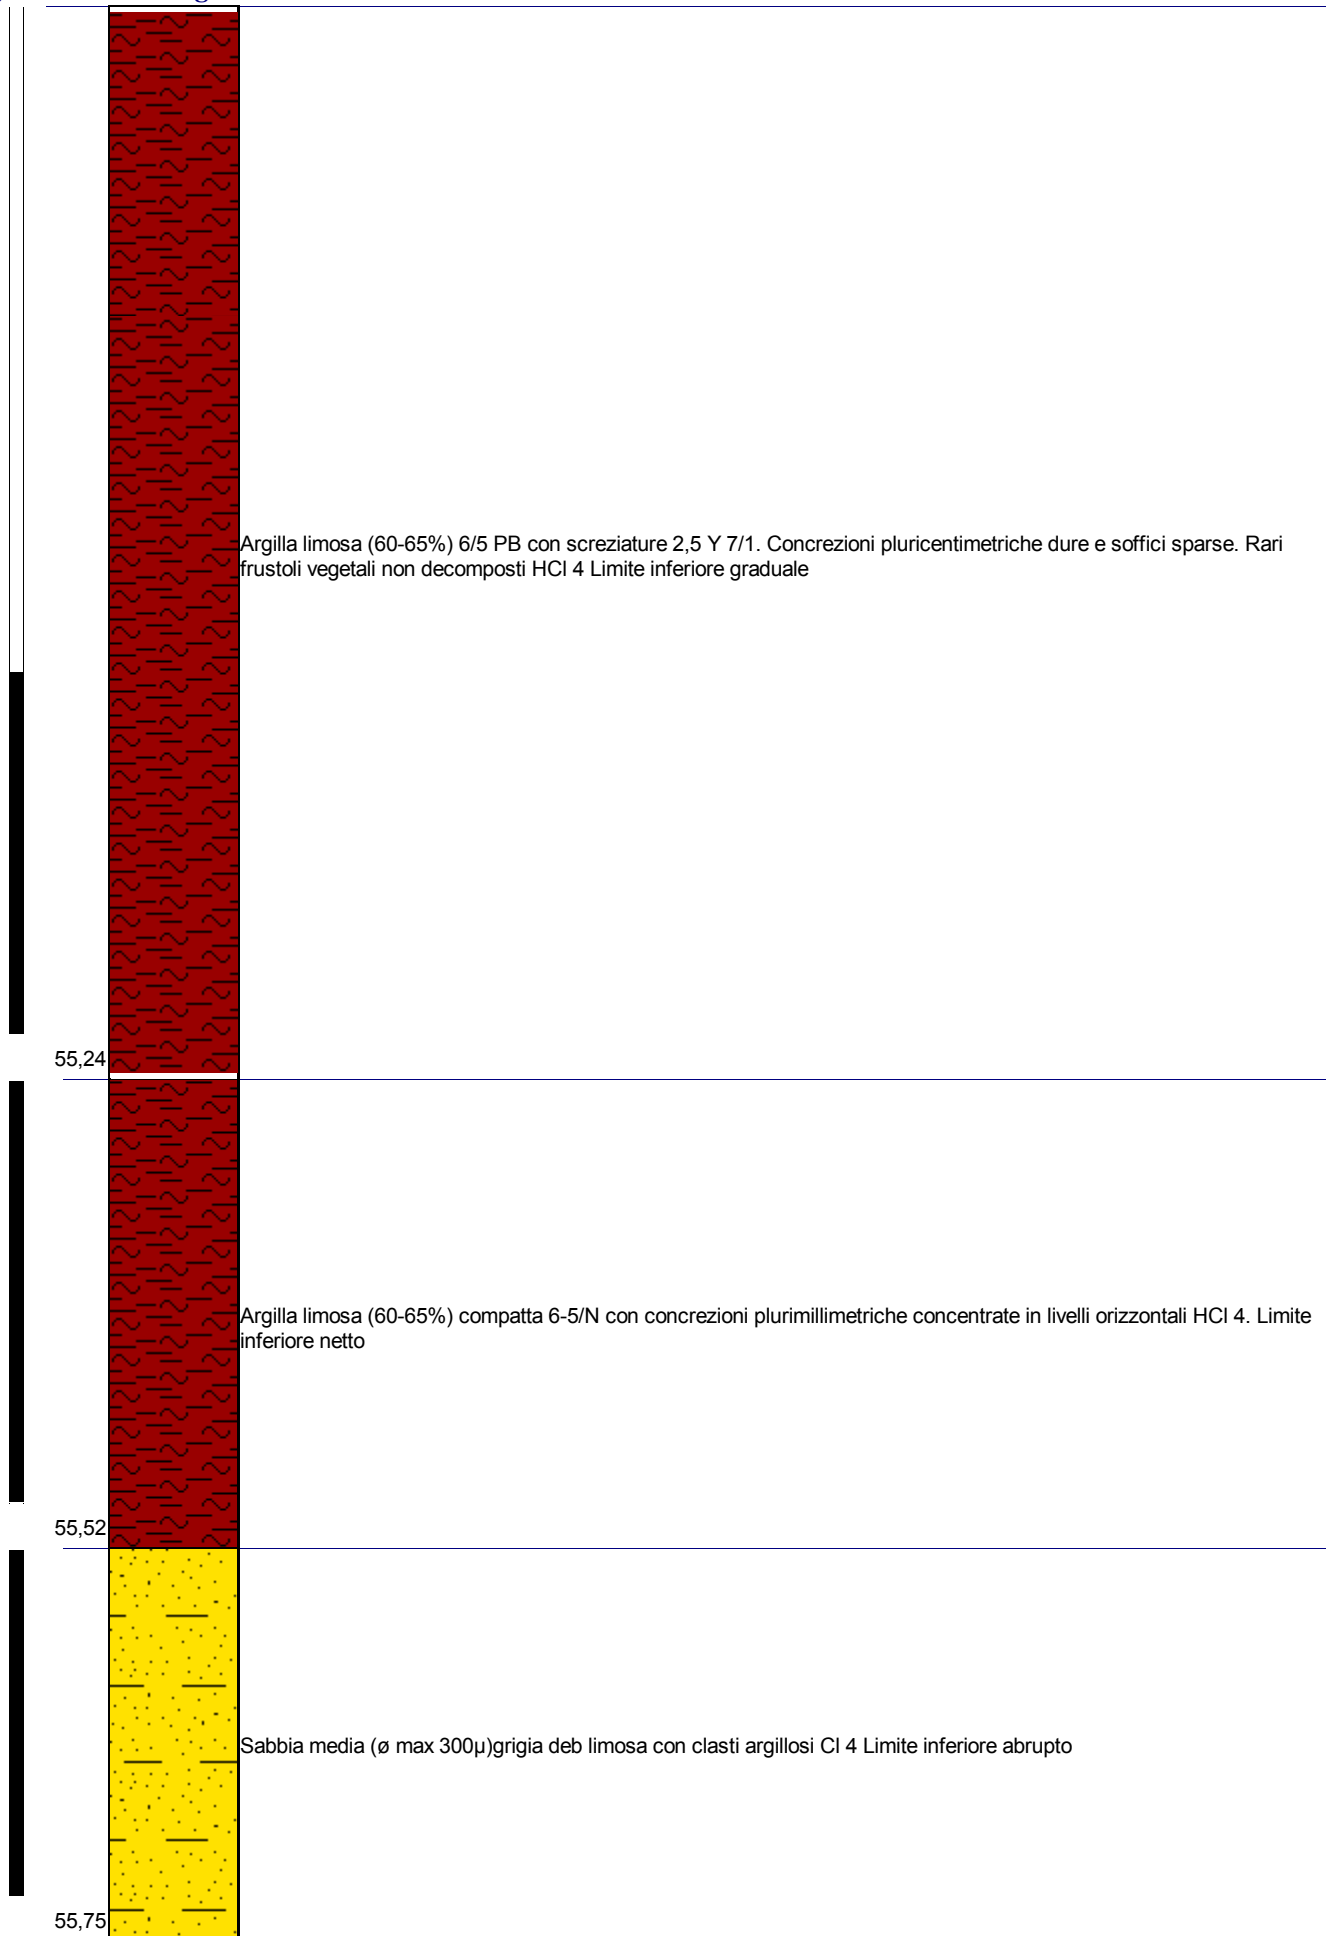 Argilla limosa (60-65%) 6/5 PB con screziature 2,5 Y 7/1. Concrezioni pluricentimetriche dure e soffici sparse. Rari
frustoli vegetali non decomposti HCl 4 Limite inferiore graduale
55,24
Argilla limosa (60-65%) compatta 6-5/N con concrezioni plurimillimetriche concentrate in livelli orizzontali HCl 4. Limite
inferiore netto
55,52
Sabbia media (ø max 300µ)grigia deb limosa con clasti argillosi Cl 4 Limite inferiore abrupto
55,75